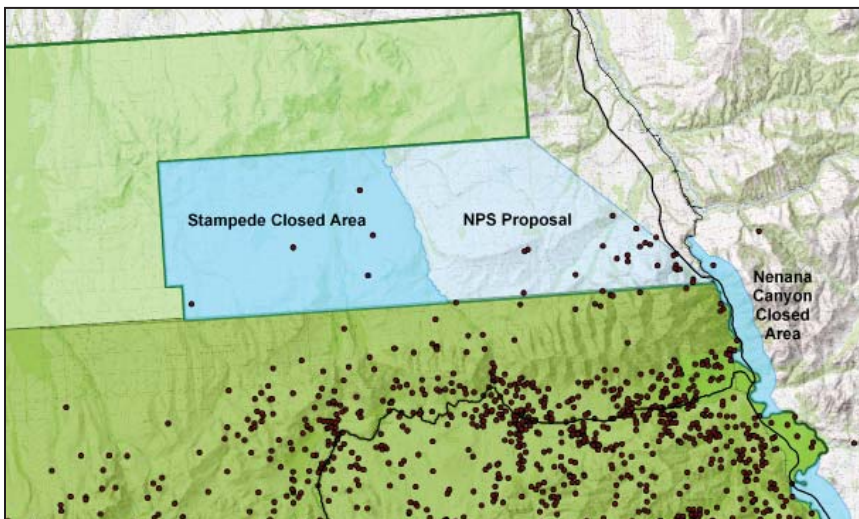 Stampede Closed Area
NPS Proposal
Nenana
Canyon
Closed
Area